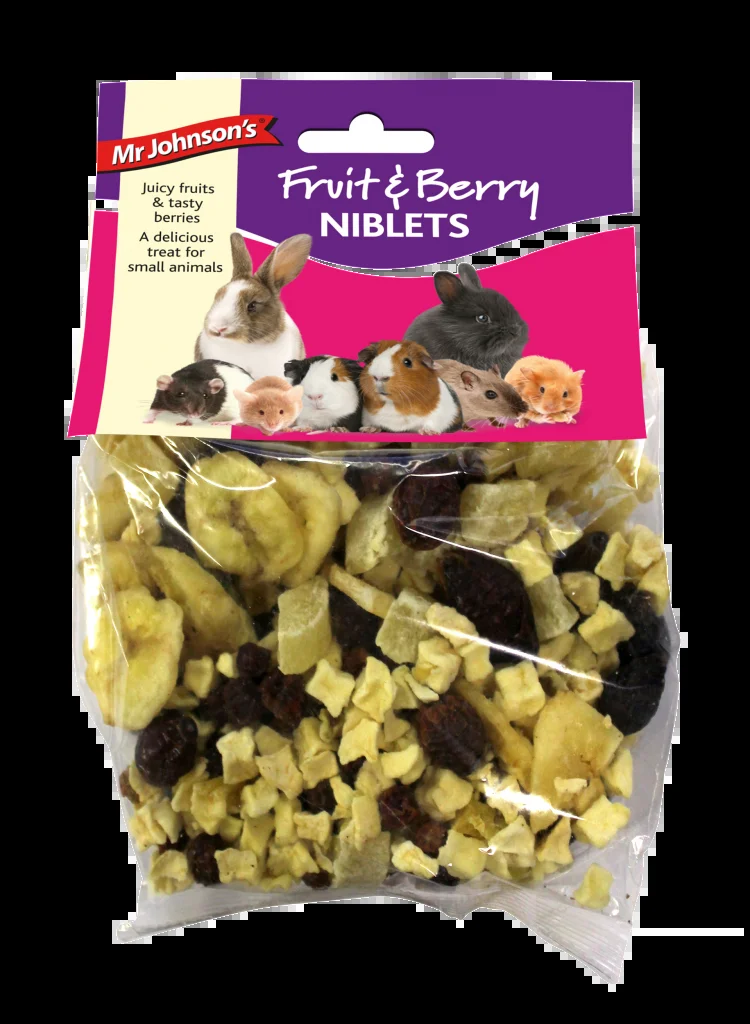 Mr Johnson's®
Juicy fruits
& tasty
berries
A delicious
treat for
small animals
Fruit & Berry
NIBLETS